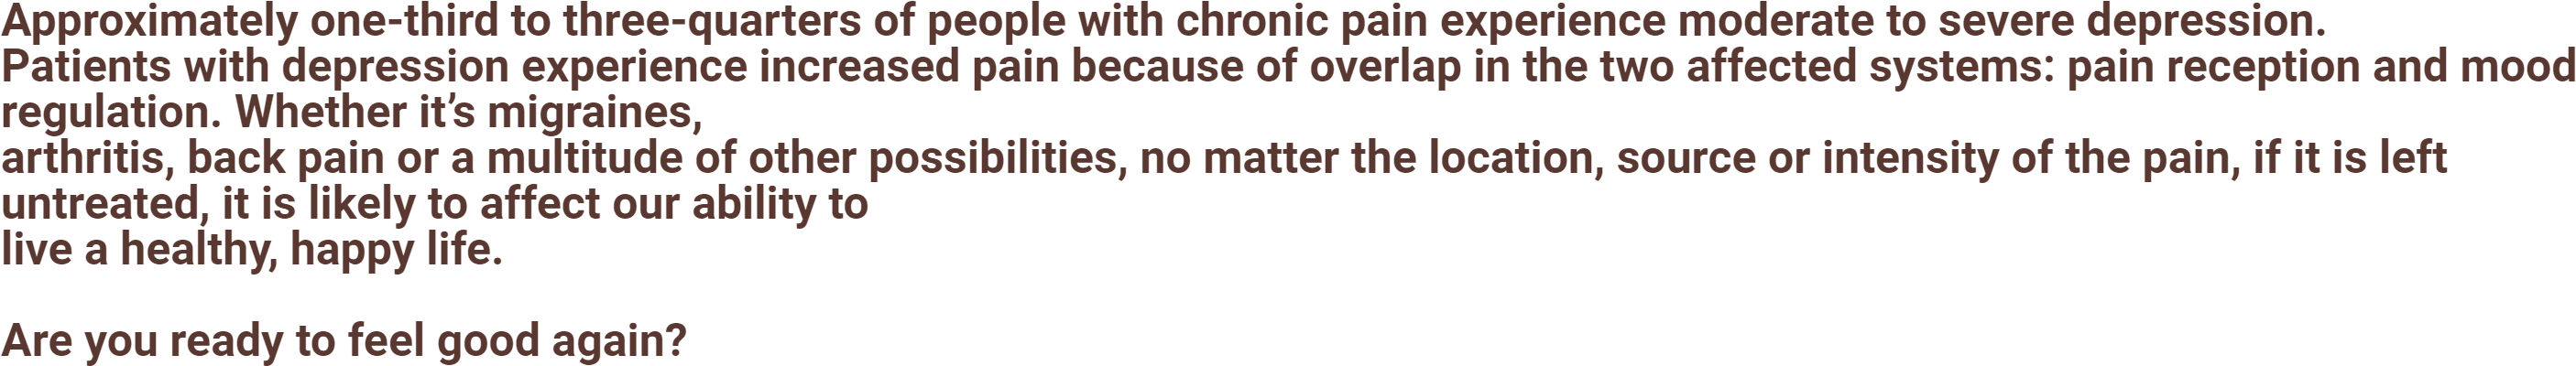 Approximately one-third to three-quarters of people with chronic pain experience moderate to severe depression.
Patients with depression experience increased pain because of overlap in the two affected systems: pain reception and mood
regulation. Whether it’s migraines,
arthritis, back pain or a multitude of other possibilities, no matter the location, source or intensity of the pain, if it is left
untreated, it is likely to affect our ability to
live a healthy, happy life.
Are you ready to feel good again?